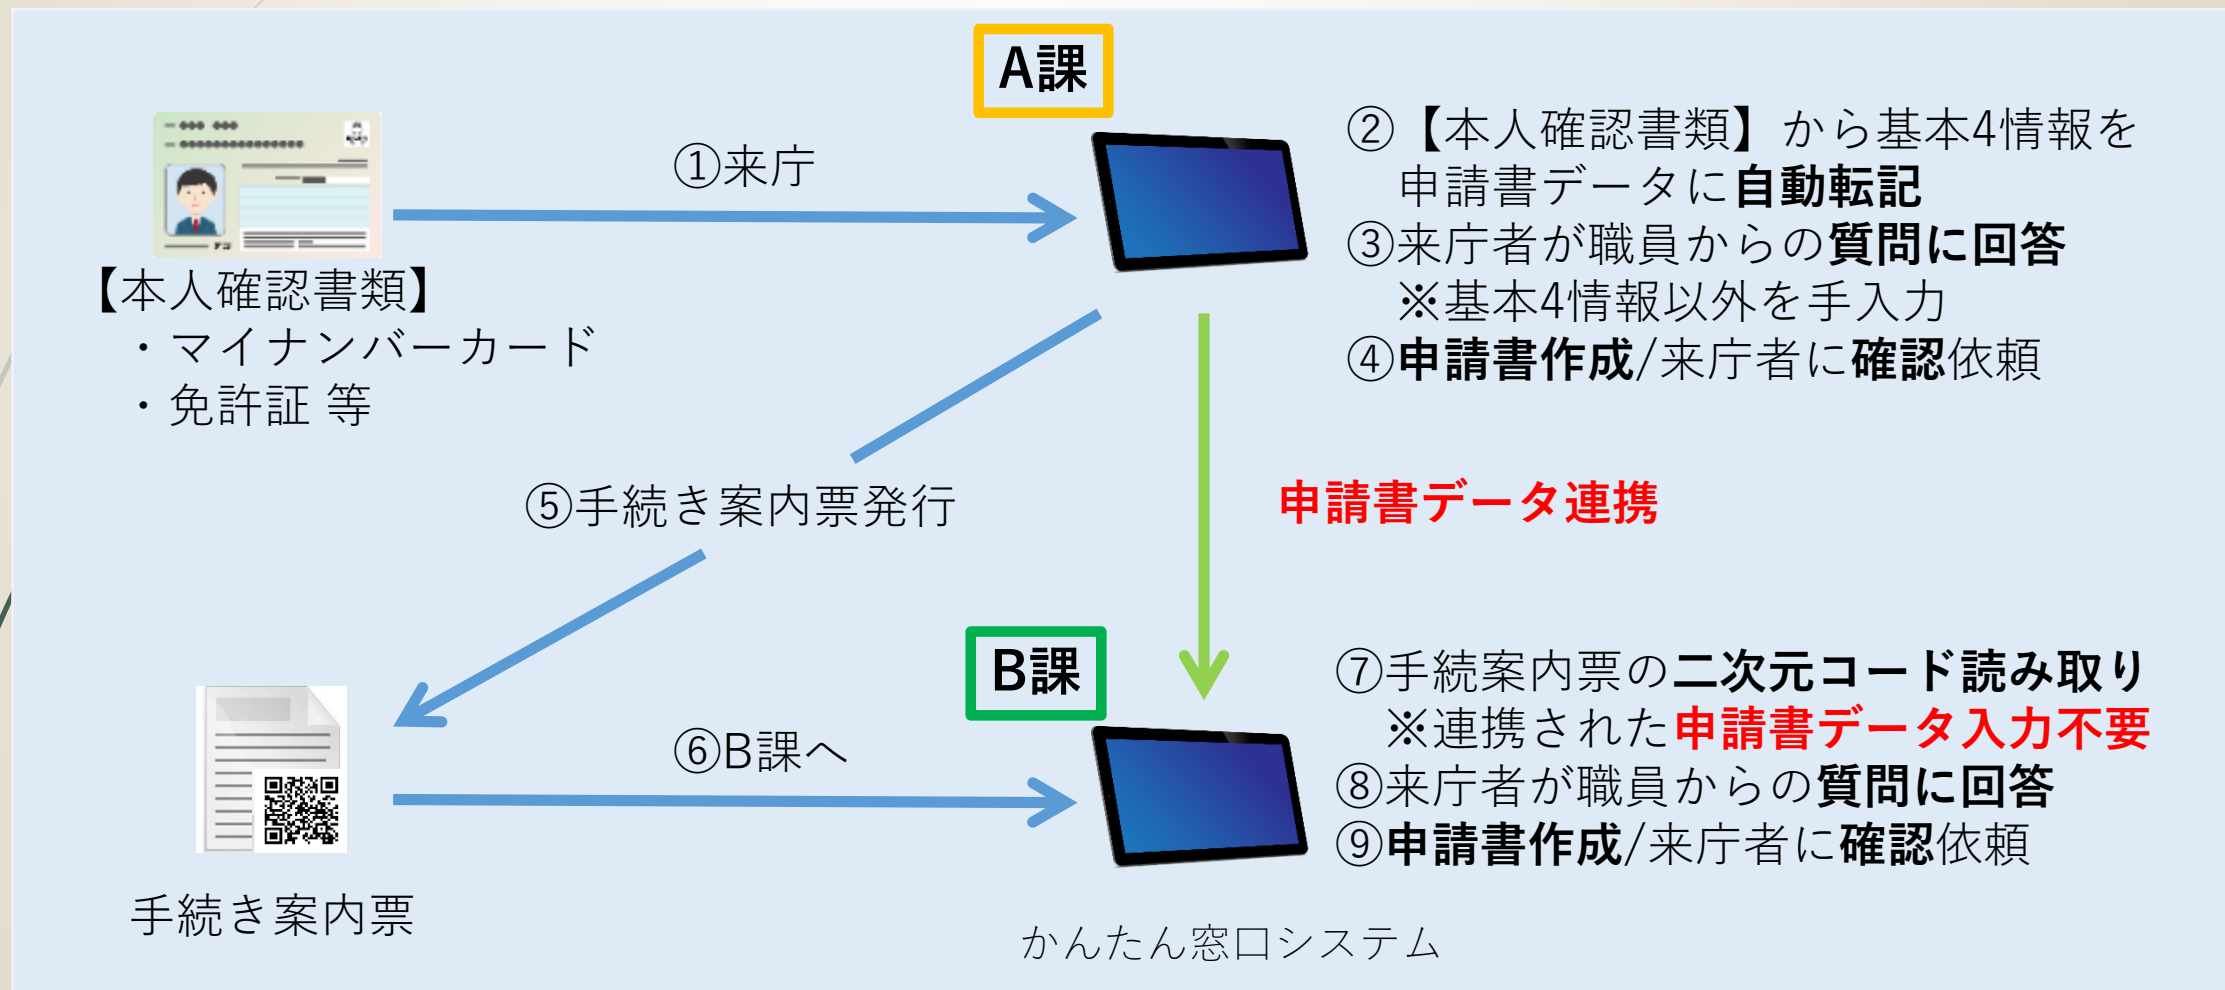 A課
①来庁
【本人確認書類】
・マイナンバーカード
・免許証 等
②【本人確認書類】から基本4情報を
申請書データに自動転記
③来庁者が職員からの質問に回答
※基本4情報以外を手入力
④申請書作成/来庁者に確認依頼
⑤手続き案内票発行
申請書データ連携
B課
⑥B課へ
手続き案内票
⑦手続案内票の二次元コード読み取り
※連携された申請書データ入力不要
⑧来庁者が職員からの質問に回答
⑨申請書作成/来庁者に確認依頼
かんたん窓口システム